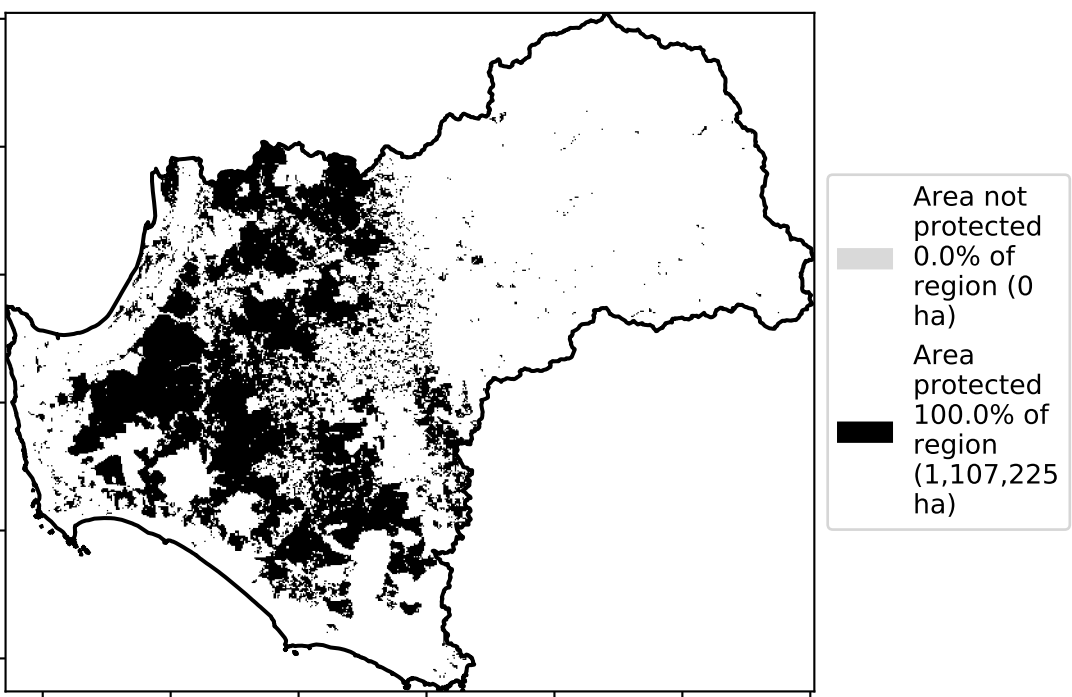 Area not
protected
0.0% of
region (0
ha)
Area
protected
100.0% of
region
(1,107,225
ha)